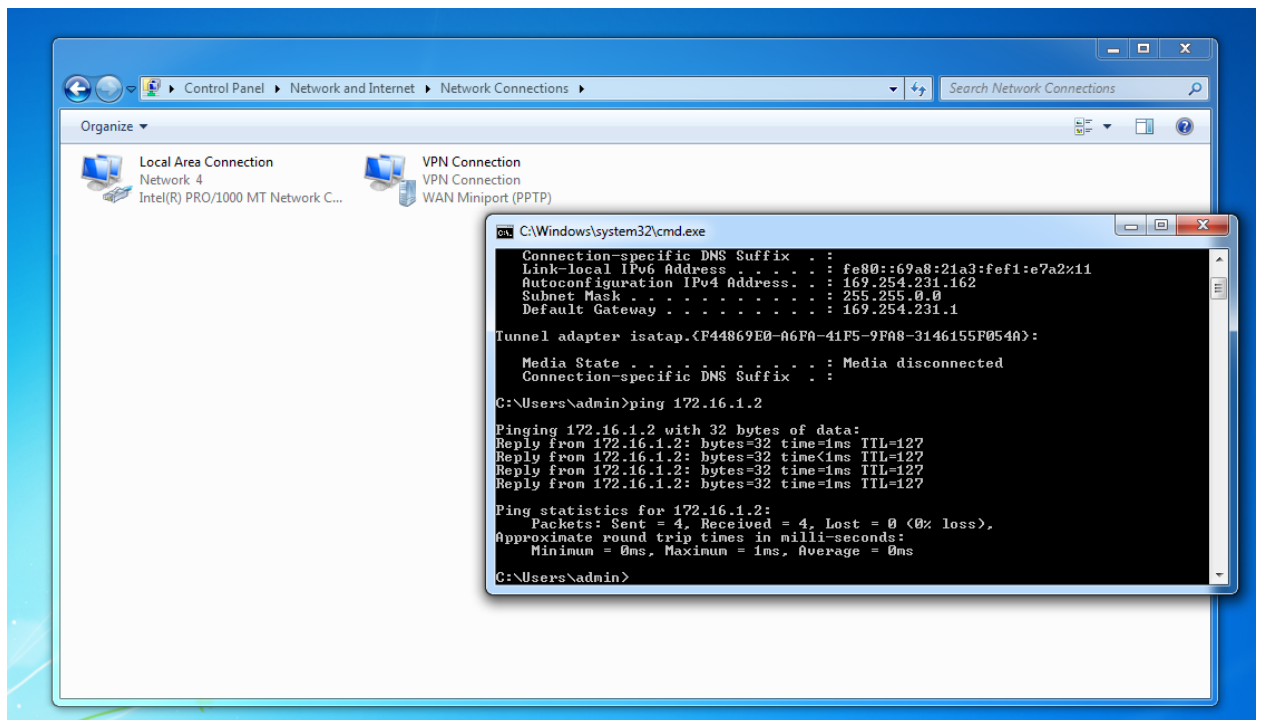 Control Panel Network and Internet Network Connections
Search Network Connections
Organize
Local Area Connection
Network 4
Intel(R) PRO/1000 MT Network C...
VPN Connection
VPN Connection
WAN Miniport (PPTP)
C:\Windows\system32\cmd.exe
Connection-specific DNS Suffix . :
Link-local IPv6 Address . . . . . : fe80::69a8:21a3:fef1:e7a2%11
Autoconfiguration IPv4 Address. . : 169.254.231.162
Subnet Mask . . . . . . . . . . . : 255.255.0.0
Default Gateway . . . . . . . . . : 169.254.231.1
Tunnel adapter isatap.{F44869E0-A6FA-41F5-9FA8-3146155F054A}:
Media State . . . . . . . . . . . : Media disconnected
Connection-specific DNS Suffix . :
C:\Users\admin>ping 172.16.1.2
Pinging 172.16.1.2 with 32 bytes of data:
Reply from 172.16.1.2: bytes=32 time=1ms TTL=127
Reply from 172.16.1.2: bytes=32 time<1ms TTL=127
Reply from 172.16.1.2: bytes=32 time=1ms TTL=127
Reply from 172.16.1.2: bytes=32 time=1ms TTL=127
Ping statistics for 172.16.1.2:
Packets: Sent = 4, Received = 4, Lost = 0 (0% loss),
Approximate round trip times in milli-seconds:
Minimum = 0ms, Maximum = 1ms, Average = 0ms
C:\Users\admin>